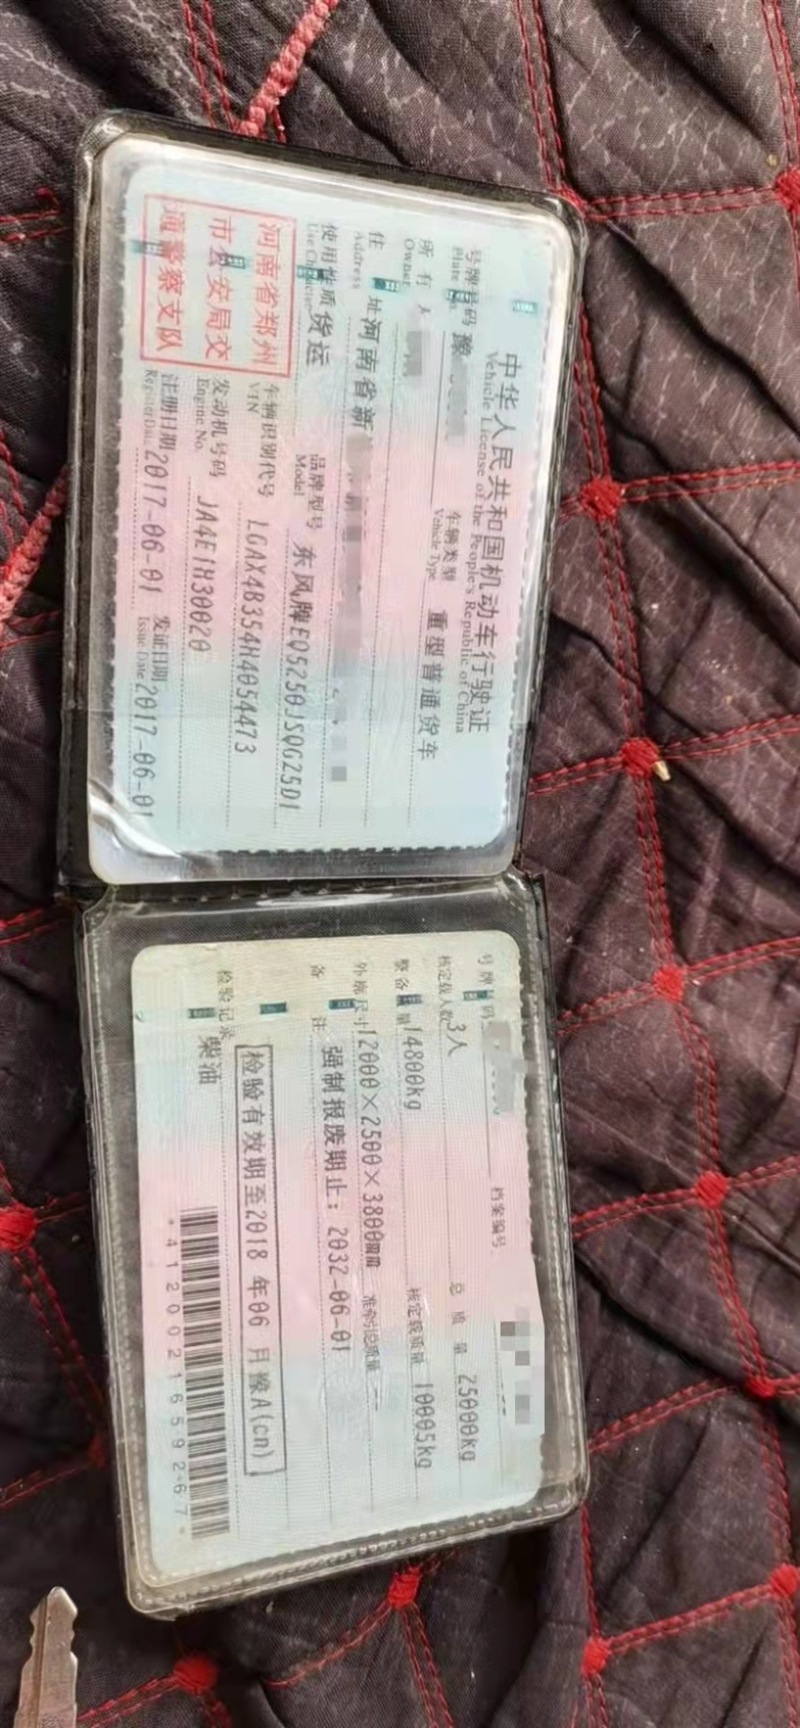 中华人民共和国机动车行驶证
Vehicle License of the People's Republic of China
号牌号码 豫
Plate No.
车辆类型 重型普通货车
Vehicle Type
所有人
Owner
住址 河南省新
Address
使用性质 货运
Use Character
品牌型号 东风牌EQ5250JSQG25D1
Model
河南省郑州
市公安局交
通警察支队
车辆识别代号 LGAX4B354H4054473
VIN
发动机号码 JA4E1H30020
Engine No.
注册日期 2017-06-01
Register Date
发证日期 2017-06-01
Issue Date
号牌号码
档案编号
核定载人数 3人
总质量 25000kg
整备质量 14800kg
核定载质量 10005kg
外廓尺寸 12000×2500×3800mm
准牵引总质量 --
备注 强制报废期止：2032-06-01
检验有效期至2018年06月豫A(cn)
检验记录
柴油
*4120021659267*